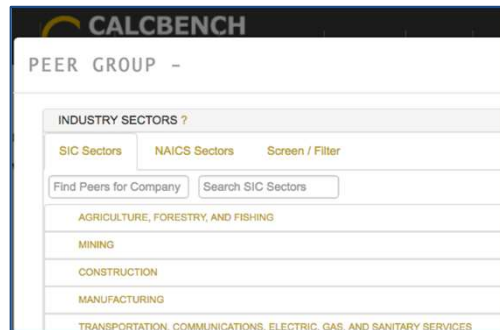 CALCBENCH
PEER GROUP -
INDUSTRY SECTORS ?
SIC Sectors NAICS Sectors Screen / Filter
Find Peers for Company Search SIC Sectors
AGRICULTURE, FORESTRY, AND FISHING
MINING
CONSTRUCTION
MANUFACTURING
TRANSPORTATION, COMMUNICATIONS, ELECTRIC, GAS, AND SANITARY SERVICES